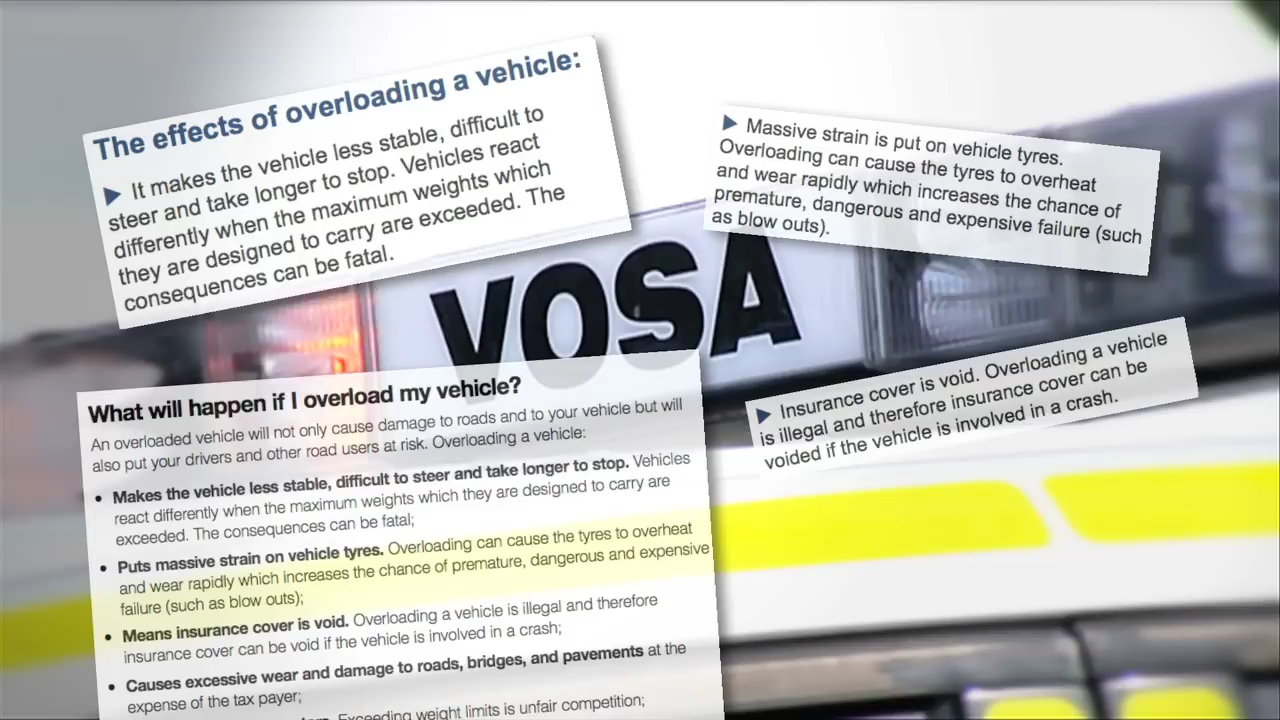 The effects of overloading a vehicle:
► It makes the vehicle less stable, difficult to
steer and take longer to stop. Vehicles react
differently when the maximum weights which
they are designed to carry are exceeded. The
consequences can be fatal.
► Massive strain is put on vehicle tyres.
Overloading can cause the tyres to overheat
and wear rapidly which increases the chance of
premature, dangerous and expensive failure (such
as blow outs).
VOSA
► Insurance cover is void. Overloading a vehicle
is illegal and therefore insurance cover can be
voided if the vehicle is involved in a crash.
What will happen if I overload my vehicle?
An overloaded vehicle will not only cause damage to roads and to your vehicle but will
also put your drivers and other road users at risk. Overloading a vehicle:
• Makes the vehicle less stable, difficult to steer and take longer to stop. Vehicles
react differently when the maximum weights which they are designed to carry are
exceeded. The consequences can be fatal;
• Puts massive strain on vehicle tyres. Overloading can cause the tyres to overheat
and wear rapidly which increases the chance of premature, dangerous and expensive
failure (such as blow outs);
• Means insurance cover is void. Overloading a vehicle is illegal and therefore
insurance cover can be void if the vehicle is involved in a crash;
• Causes excessive wear and damage to roads, bridges, and pavements at the
expense of the tax payer;
Exceeding weight limits is unfair competition;